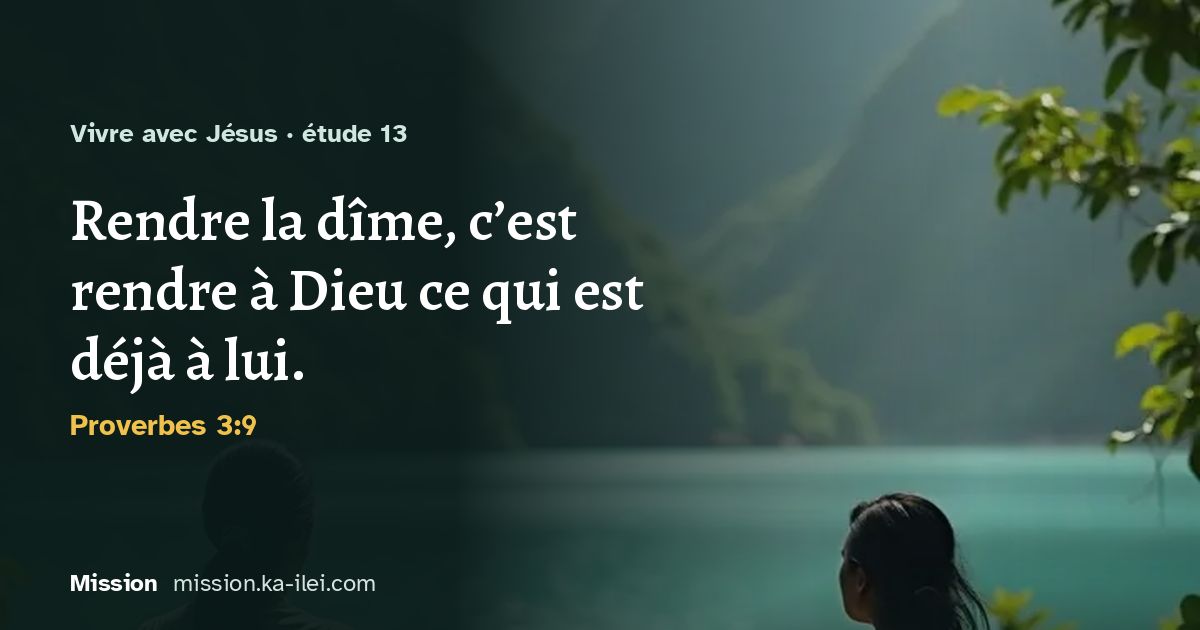 Vivre avec Jésus · étude 13
Rendre la dîme, c’est
rendre à Dieu ce qui est
déjà à lui.
Proverbes 3:9
Mission mission.ka-ilei.com